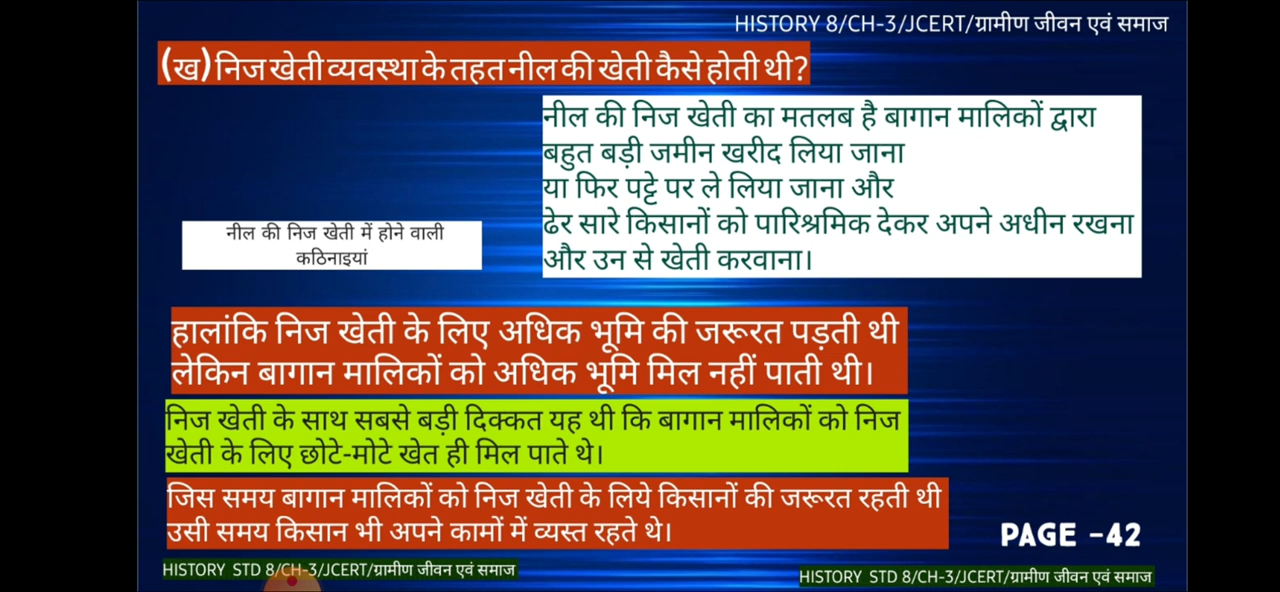 HISTORY 8/CH-3/JCERT/ग्रामीण जीवन एवं समाज
(ख) निज खेती व्यवस्था के तहत नील की खेती कैसे होती थी?
नील की निज खेती का मतलब है बागान मालिकों द्वारा
बहुत बड़ी जमीन खरीद लिया जाना
या फिर पट्टे पर ले लिया जाना और
ढेर सारे किसानों को पारिश्रमिक देकर अपने अधीन रखना
और उन से खेती करवाना।
नील की निज खेती में होने वाली
कठिनाइयां
हालांकि निज खेती के लिए अधिक भूमि की जरूरत पड़ती थी
लेकिन बागान मालिकों को अधिक भूमि मिल नहीं पाती थी।
निज खेती के साथ सबसे बड़ी दिक्कत यह थी कि बागान मालिकों को निज
खेती के लिए छोटे-मोटे खेत ही मिल पाते थे।
जिस समय बागान मालिकों को निज खेती के लिये किसानों की जरूरत रहती थी
उसी समय किसान भी अपने कामों में व्यस्त रहते थे।
PAGE -42
HISTORY STD 8/CH-3/JCERT/ग्रामीण जीवन एवं समाज
HISTORY STD 8/CH-3/JCERT/ग्रामीण जीवन एवं समाज